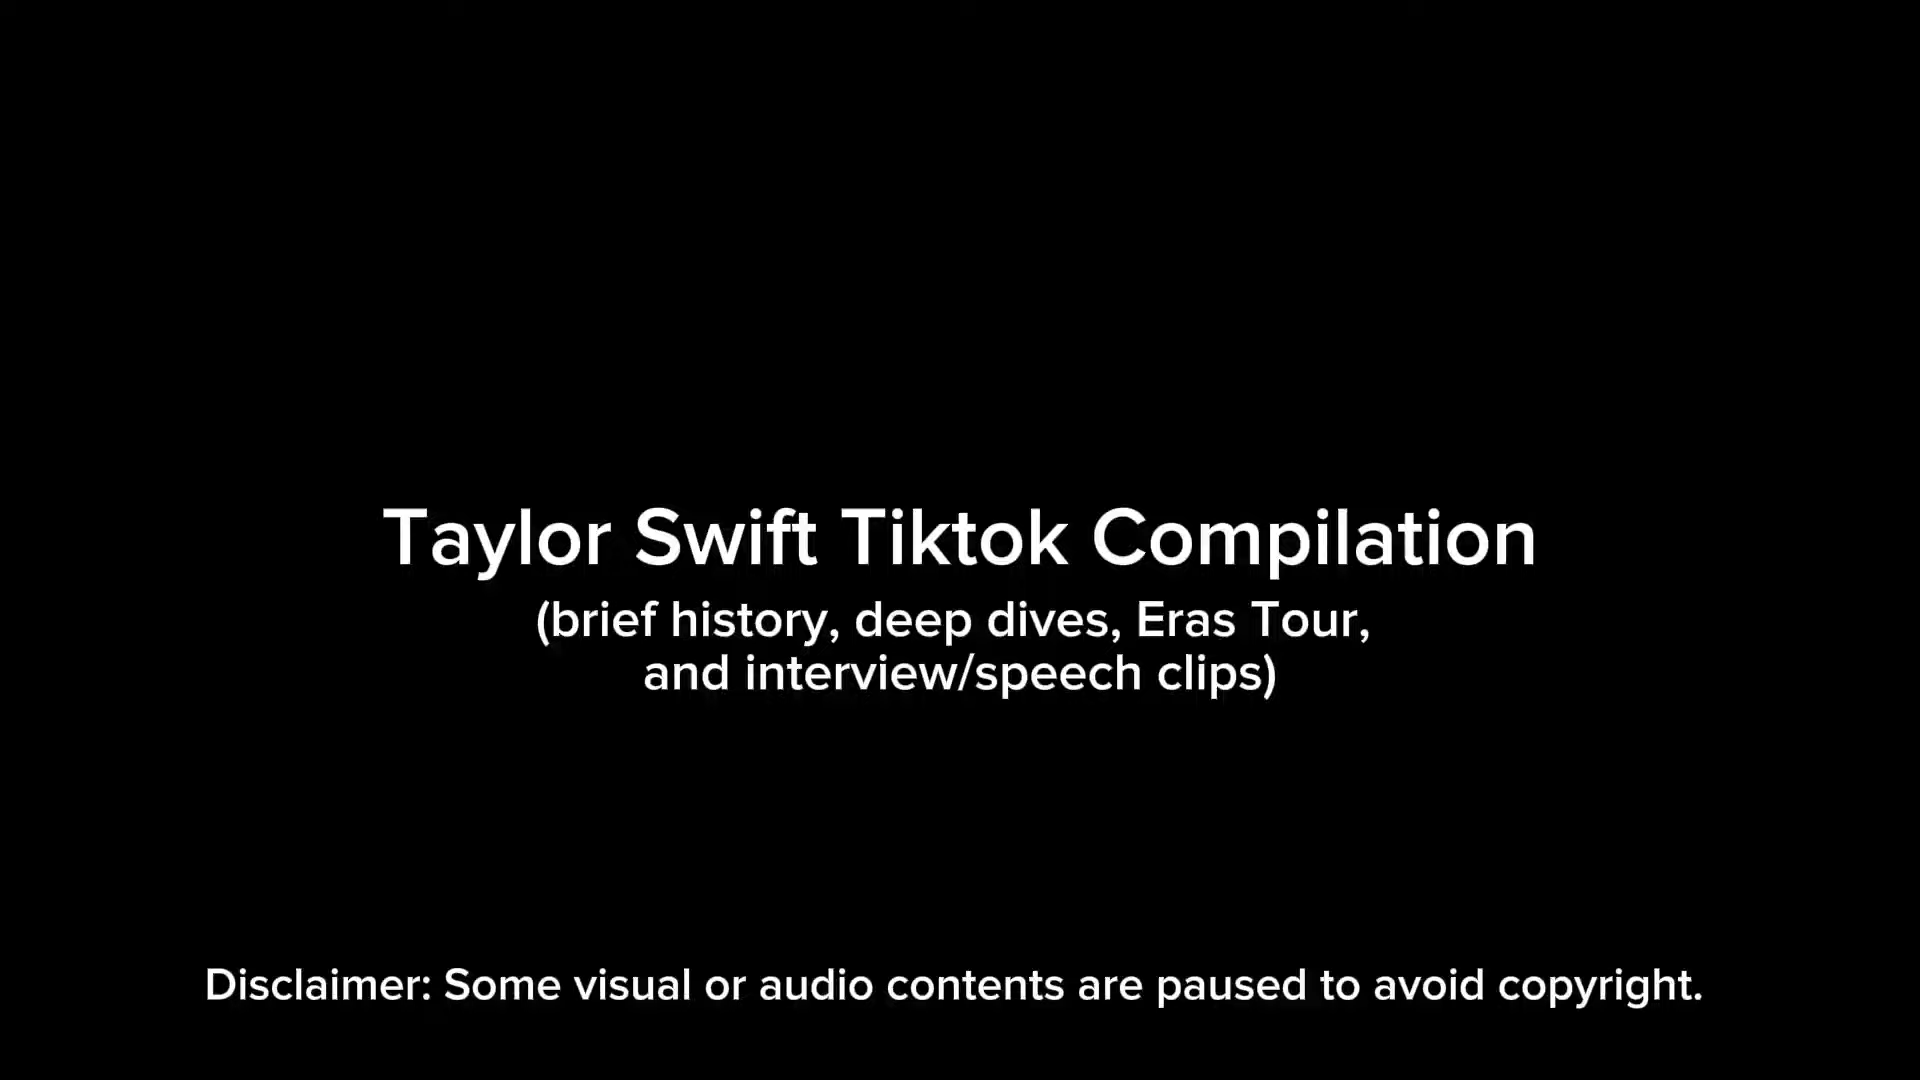 Taylor Swift Tiktok Compilation
(brief history, deep dives, Eras Tour,
and interview/speech clips)
Disclaimer: Some visual or audio contents are paused to avoid copyright.